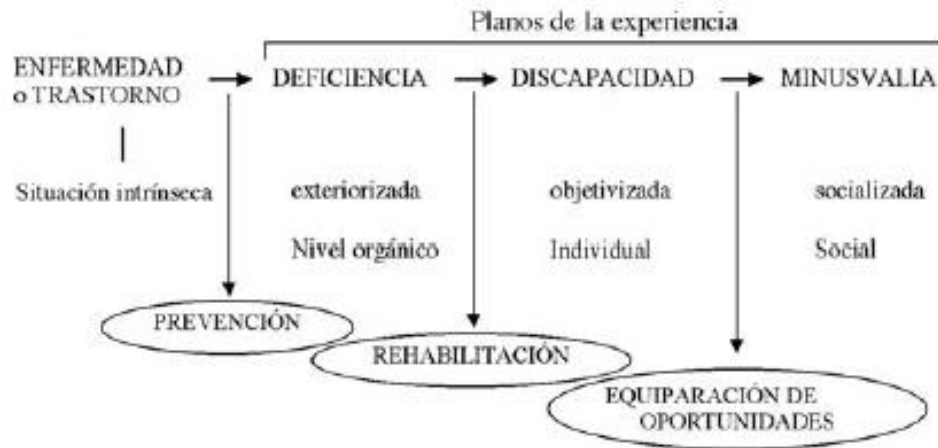 Planos de la experiencia
ENFERMEDAD
o TRASTORNO
DEFICIENCIA
DISCAPACIDAD
MINUSVALIA
Situación intrínseca
exteriorizada
objetivizada
socializada
Nivel orgánico
Individual
Social
PREVENCIÓN
REHABILITACIÓN
EQUIPARACIÓN DE
OPORTUNIDADES